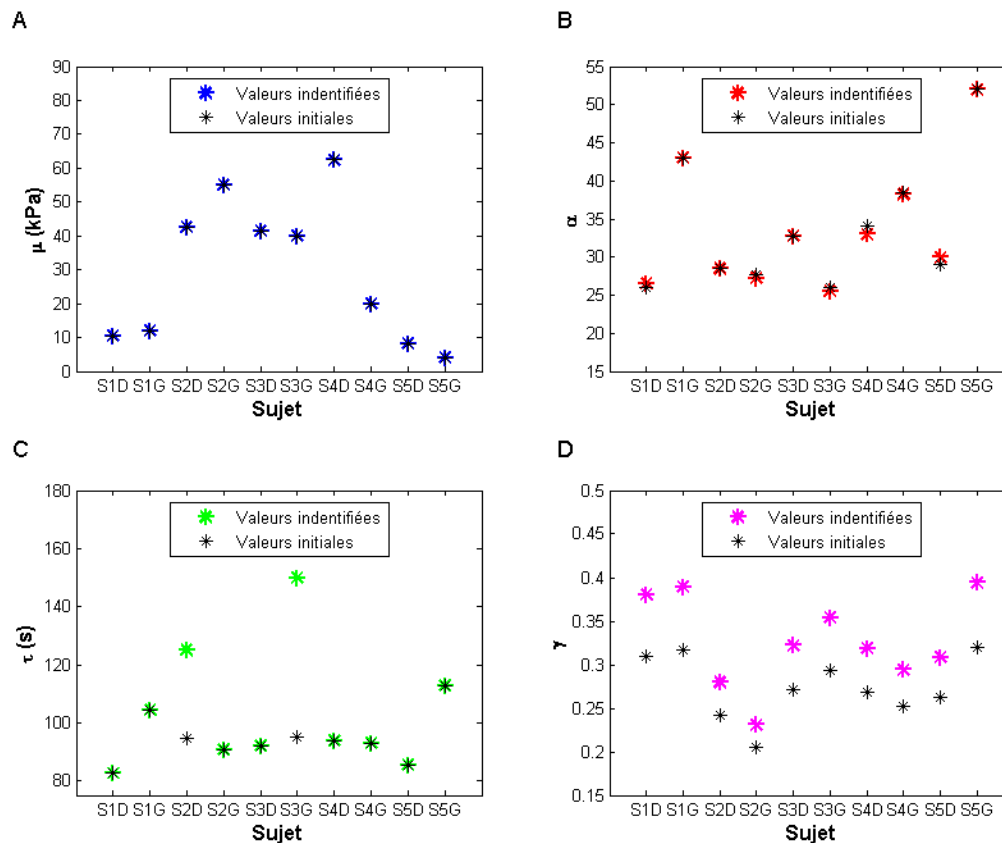 A
90
80
70
60
50
40
30
20
10
0
μ (kPa)
Valeurs indentifiées
Valeurs initiales
S1D S1G S2D S2G S3D S3G S4D S4G S5D S5G
Sujet
B
55
50
45
40
35
30
25
20
15
α
Valeurs indentifiées
Valeurs initiales
S1D S1G S2D S2G S3D S3G S4D S4G S5D S5G
Sujet
C
180
160
140
120
100
80
τ (s)
Valeurs indentifiées
Valeurs initiales
S1D S1G S2D S2G S3D S3G S4D S4G S5D S5G
Sujet
D
0.5
0.45
0.4
0.35
0.3
0.25
0.2
0.15
γ
Valeurs indentifiées
Valeurs initiales
S1D S1G S2D S2G S3D S3G S4D S4G S5D S5G
Sujet